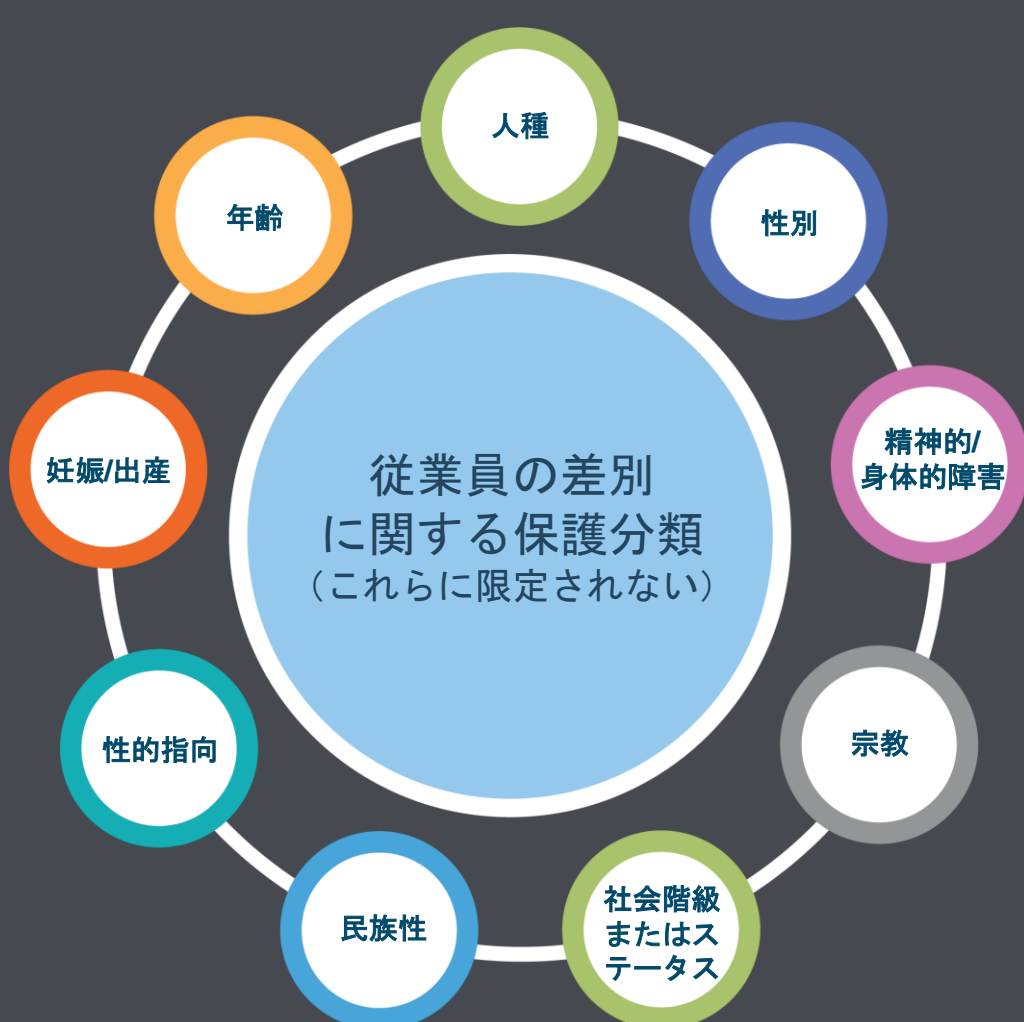 人種
性別
精神的/
身体的障害
宗教
社会階級
またはス
テータス
民族性
性的指向
妊娠/出産
年齢
従業員の差別
に関する保護分類
（これらに限定されない）